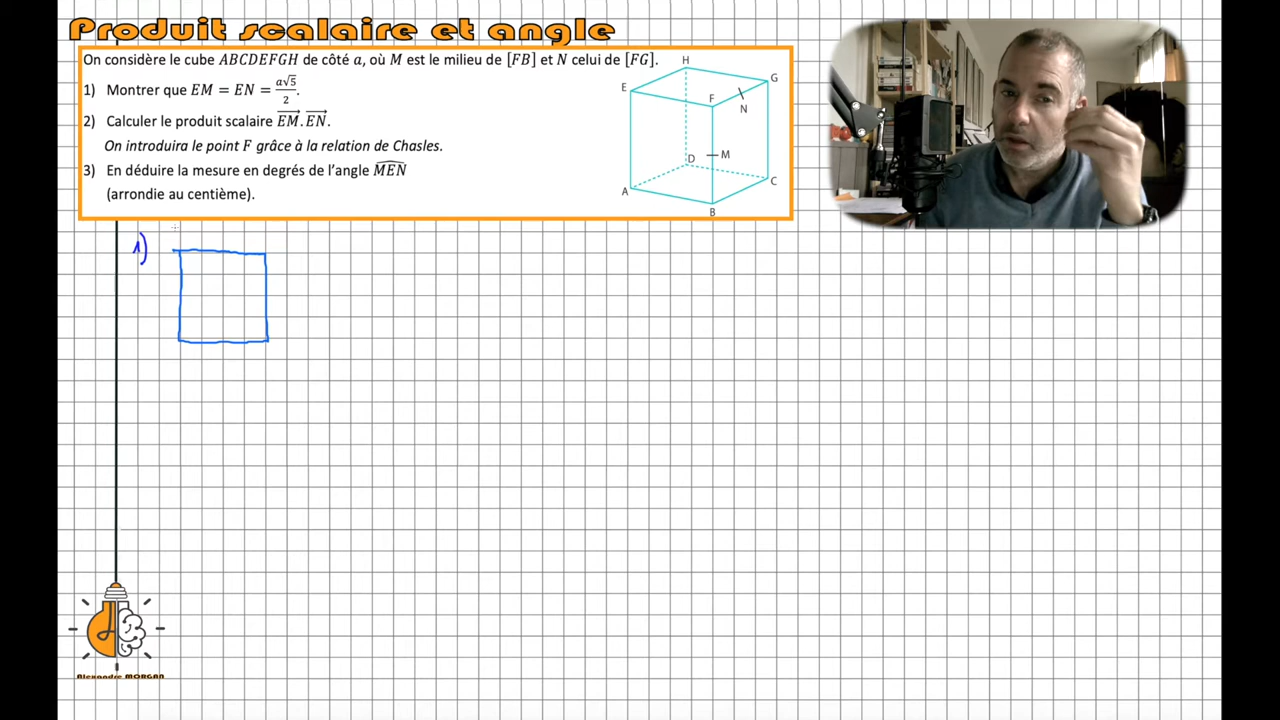 Produit scalaire et angle
On considère le cube ABCDEFGH de côté a, où M est le milieu de [FB] et N celui de [FG].
1) Montrer que EM = EN = a√5/2.
2) Calculer le produit scalaire \overrightarrow{EM}.\overrightarrow{EN}.
On introduira le point F grâce à la relation de Chasles.
3) En déduire la mesure en degrés de l'angle \widehat{MEN}
(arrondie au centième).
H
G
E
F
N
D
M
C
A
B
1)
Alexandre MORGAN